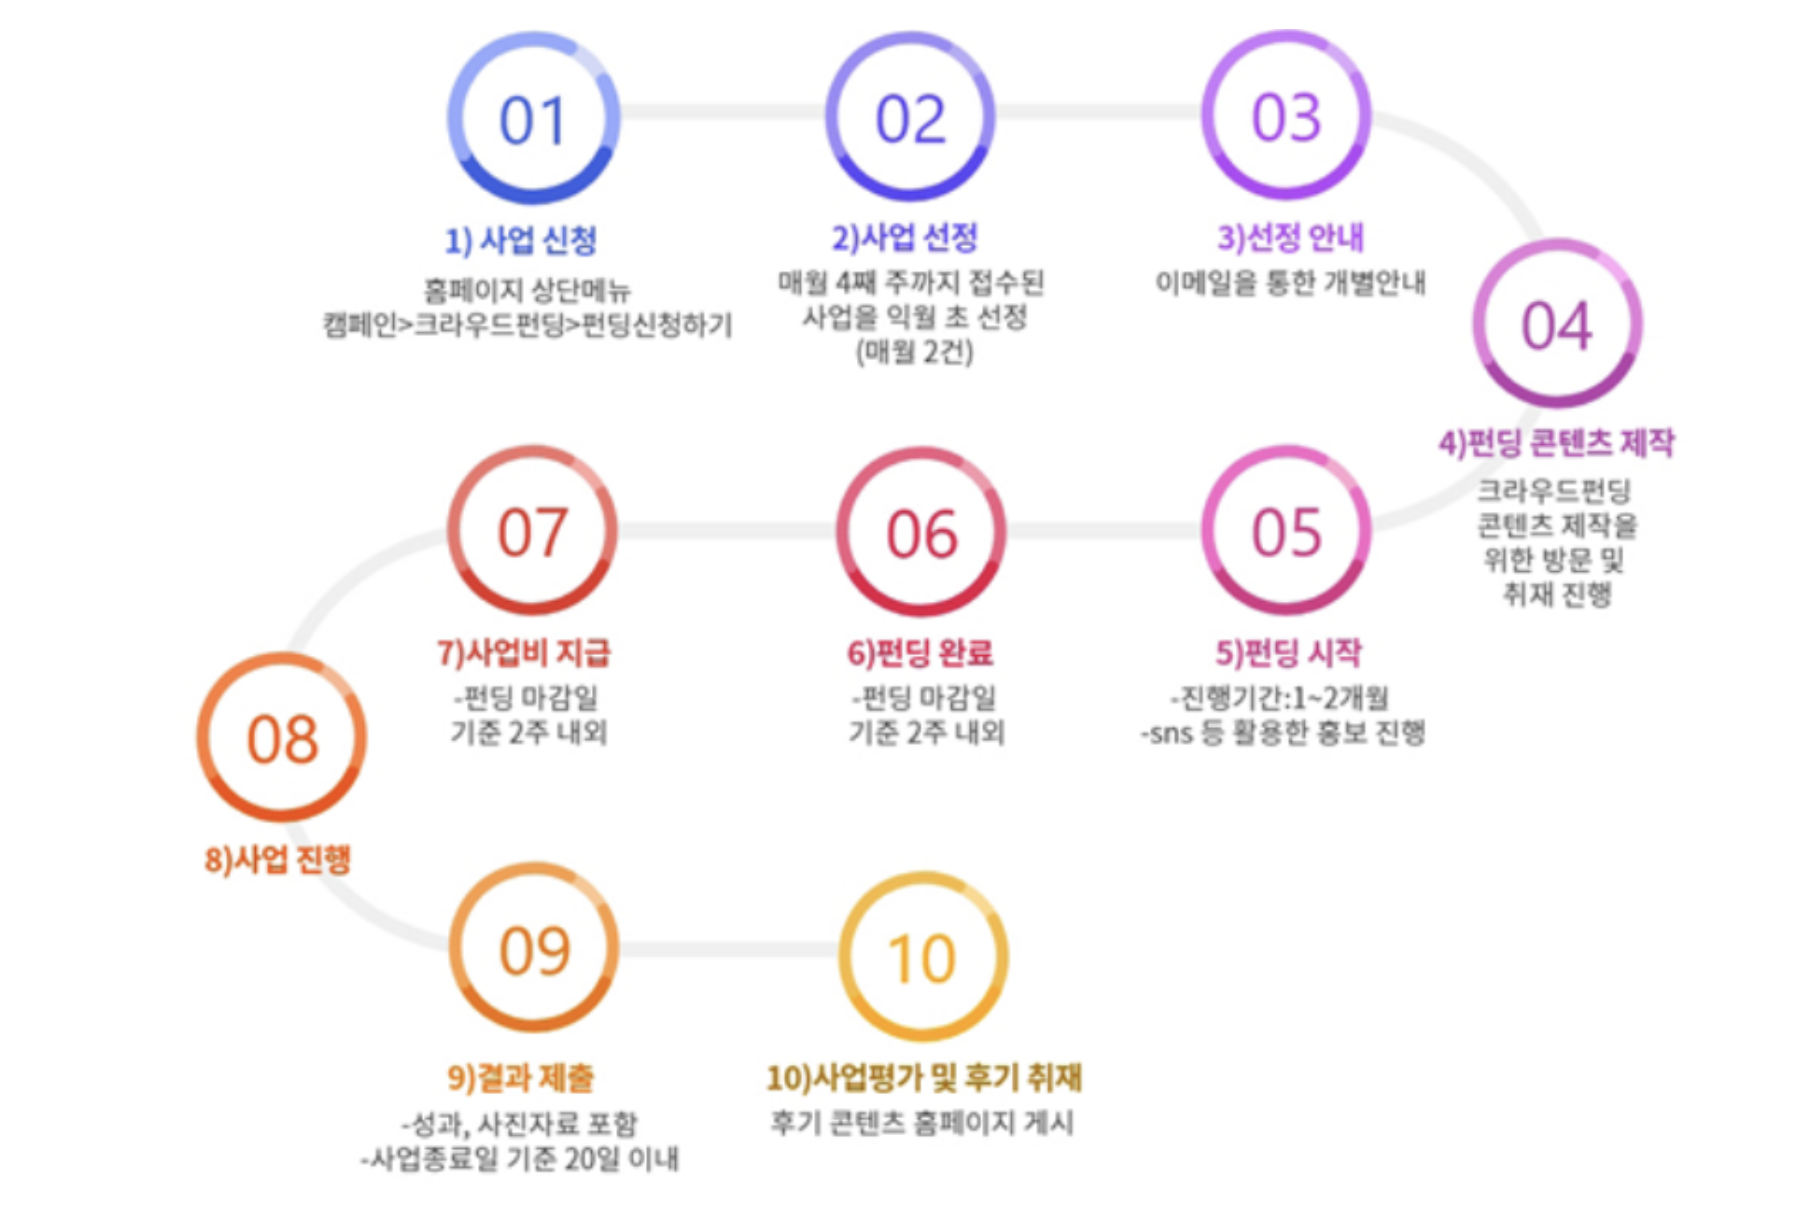 01
1) 사업 신청
홈페이지 상단메뉴
캠페인>크라우드펀딩>펀딩신청하기
02
2)사업 선정
매월 4째 주까지 접수된
사업을 익월 초 선정
(매월 2건)
03
3)선정 안내
이메일을 통한 개별안내
04
4)펀딩 콘텐츠 제작
크라우드펀딩
콘텐츠 제작을
위한 방문 및
취재 진행
05
5)펀딩 시작
-진행기간:1~2개월
-sns 등 활용한 홍보 진행
06
6)펀딩 완료
-펀딩 마감일
기준 2주 내외
07
7)사업비 지급
-펀딩 마감일
기준 2주 내외
08
8)사업 진행
09
9)결과 제출
-성과, 사진자료 포함
-사업종료일 기준 20일 이내
10
10)사업평가 및 후기 취재
후기 콘텐츠 홈페이지 게시